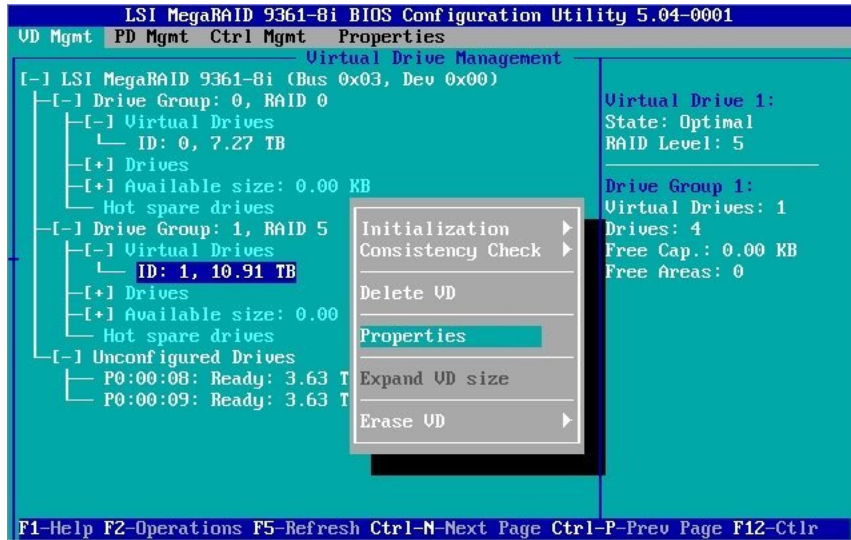 LSI MegaRAID 9361-8i BIOS Configuration Utility 5.04-0001
VD Mgmt PD Mgmt Ctrl Mgmt Properties
Virtual Drive Management
[-] LSI MegaRAID 9361-8i (Bus 0x03, Dev 0x00)
[-] Drive Group: 0, RAID 0
[-] Virtual Drives
ID: 0, 7.27 TB
[+] Drives
[+] Available size: 0.00 KB
Hot spare drives
[-] Drive Group: 1, RAID 5
[-] Virtual Drives
ID: 1, 10.91 TB
[+] Drives
[+] Available size: 0.00
Hot spare drives
[-] Unconfigured Drives
P0:00:08: Ready: 3.63 T
P0:00:09: Ready: 3.63 T
Initialization
Consistency Check
Delete VD
Properties
Expand VD size
Erase VD
Virtual Drive 1:
State: Optimal
RAID Level: 5
Drive Group 1:
Virtual Drives: 1
Drives: 4
Free Cap.: 0.00 KB
Free Areas: 0
F1-Help F2-Operations F5-Refresh Ctrl-N-Next Page Ctrl-P-Prev Page F12-Ctlr